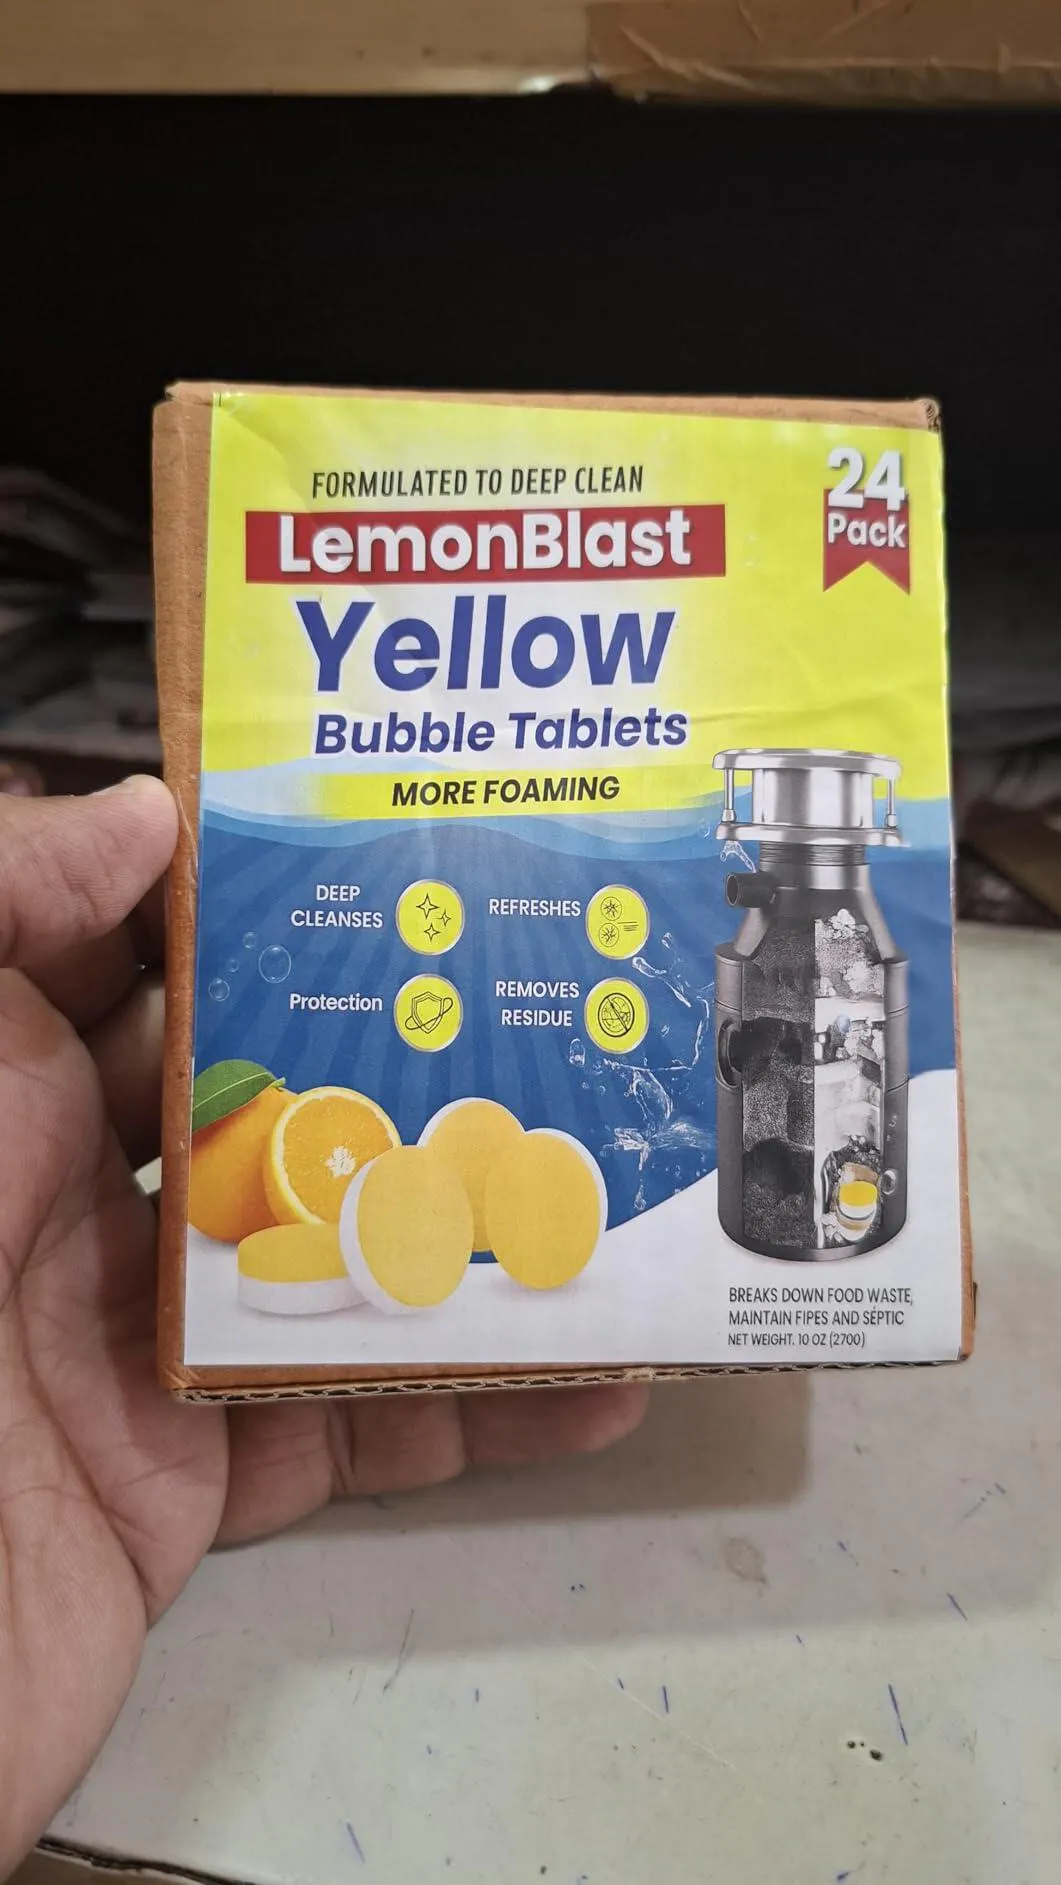 FORMULATED TO DEEP CLEAN
LemonBlast
24
Pack
Yellow
Bubble Tablets
MORE FOAMING
DEEP
CLEANSES
REFRESHES
Protection
REMOVES
RESIDUE
BREAKS DOWN FOOD WASTE,
MAINTAIN FIPES AND SÉPTIC
NET WEIGHT. 10 OZ (2700)